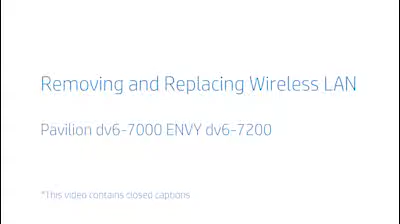 Removing and Replacing Wireless LAN
Pavilion dv6-7000 ENVY dv6-7200
*This video contains closed captions